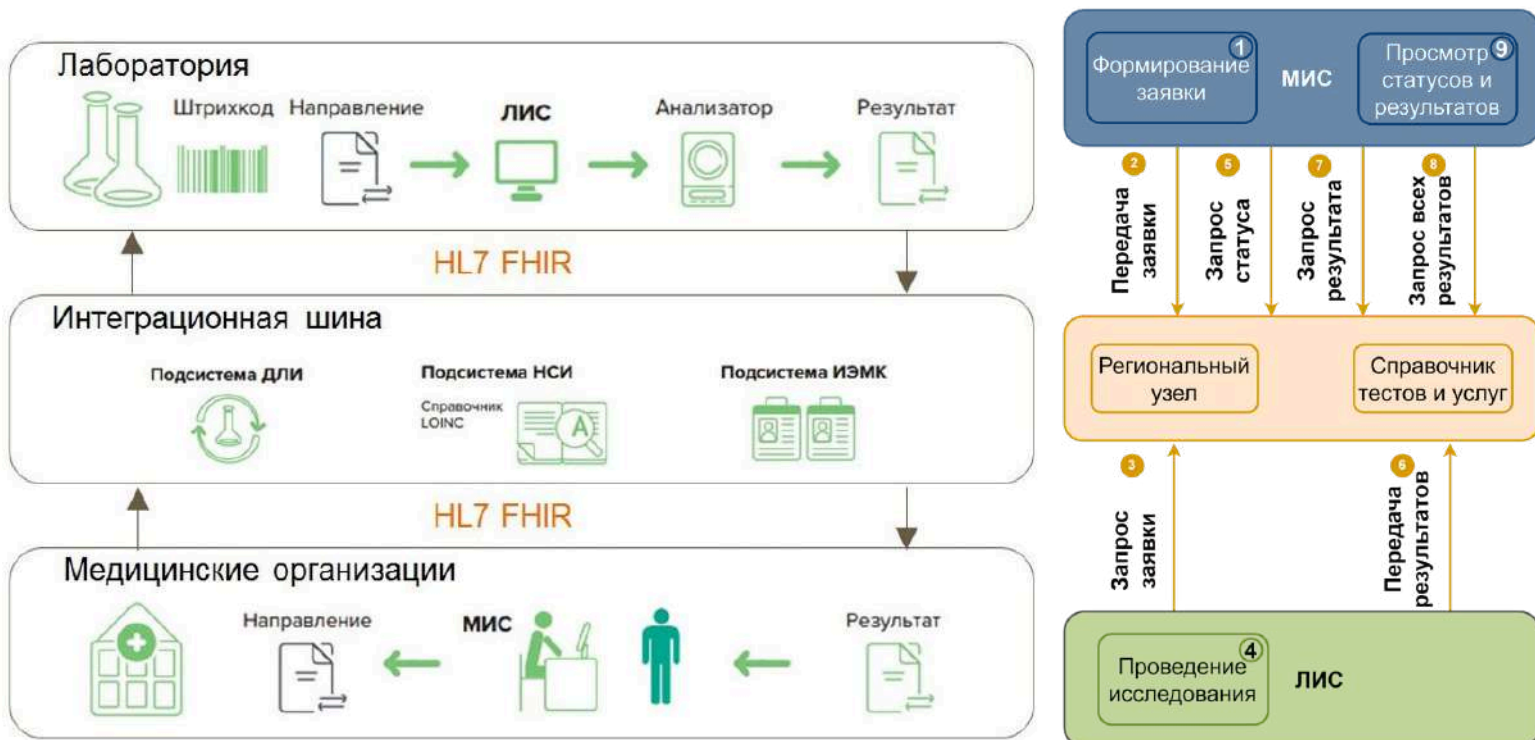 Лаборатория
Штрихкод
Направление
ЛИС
Анализатор
Результат
HL7 FHIR
Интеграционная шина
Подсистема ДЛИ
Подсистема НСИ
Справочник
LOINC
Подсистема ИЭМК
HL7 FHIR
Медицинские организации
Направление
МИС
Результат
1
Формирование
заявки
МИС
9
Просмотр
статусов и
результатов
2
Передача
заявки
5
Запрос
статуса
7
Запрос
результата
8
Запрос всех
результатов
Региональный
узел
Справочник
тестов и услуг
3
Запрос
заявки
6
Передача
результатов
4
Проведение
исследования
ЛИС